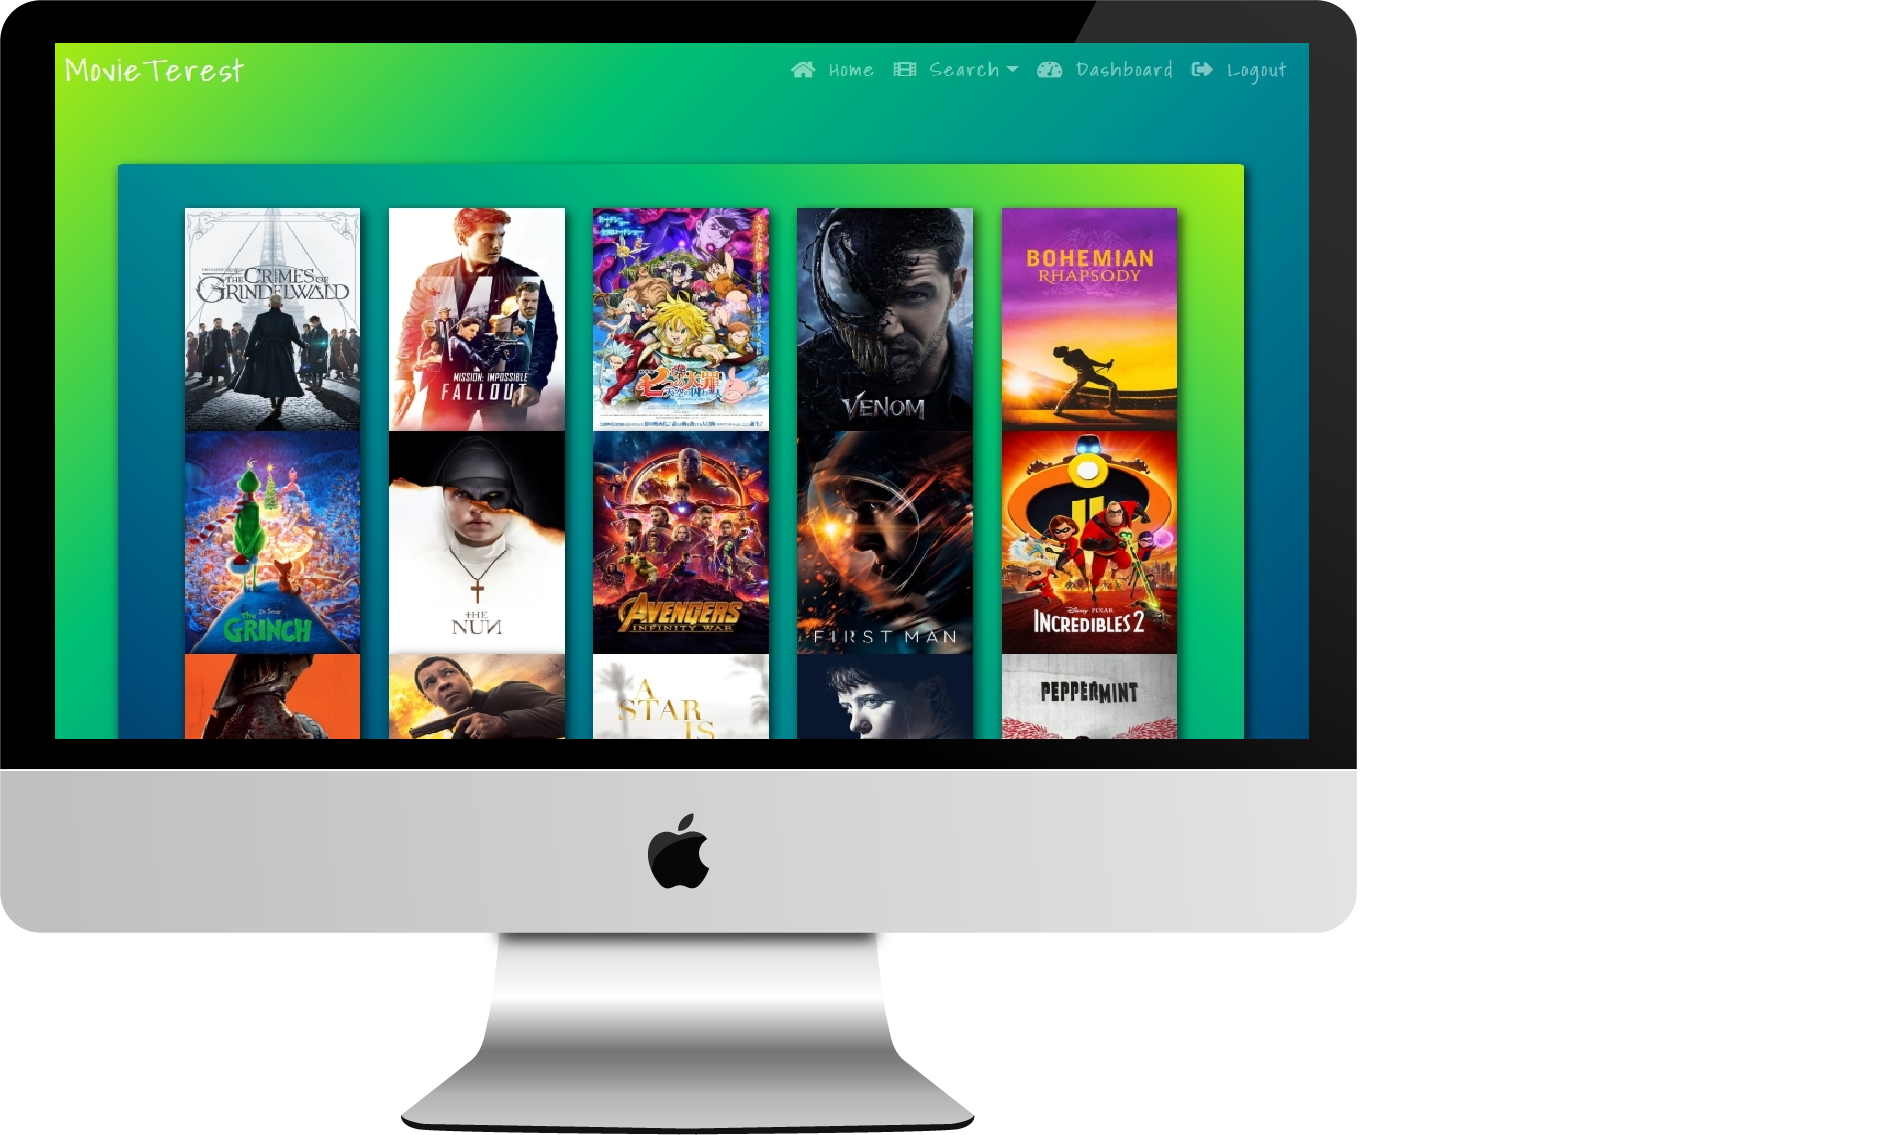 MovieTerest
Home Search Dashboard Logout
THE CRIMES OF
GRINDELWALD
MISSION: IMPOSSIBLE
FALLOUT
七つの大罪
VENOM
BOHEMIAN
RHAPSODY
Dr. Seuss'
THE
GRINCH
THE
NUN
AVENGERS
INFINITY WAR
FIRST MAN
Disney PIXAR
INCREDIBLES 2
A
STAR
IS
PEPPERMINT